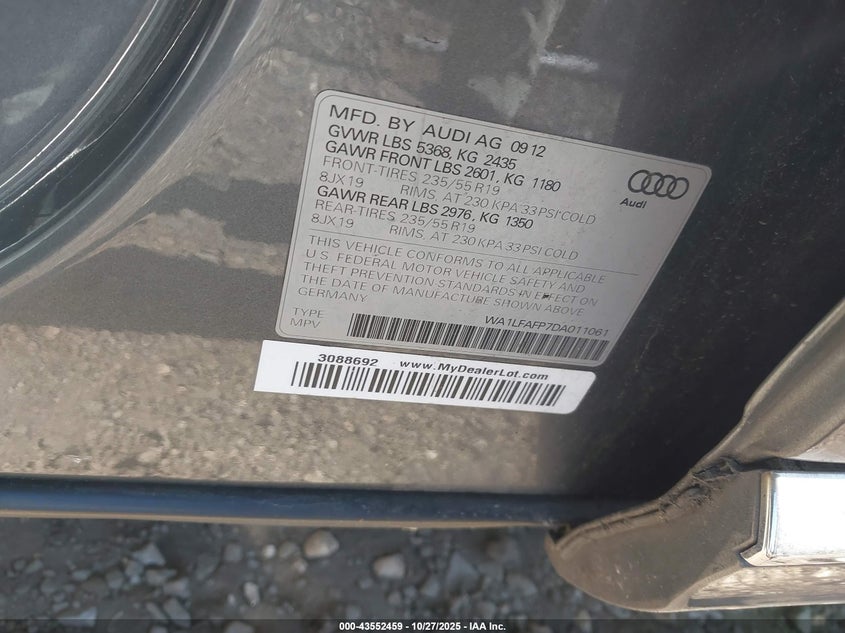 MFD. BY AUDI AG 09 12
GVWR LBS 5368, KG 2435
GAWR FRONT LBS 2601, KG 1180
FRONT-TIRES 235/55 R19
8JX19 RIMS, AT 230 KPA 33 PSI COLD
GAWR REAR LBS 2976, KG 1350
REAR-TIRES 235/55 R19
8JX19 RIMS, AT 230 KPA 33 PSI COLD
Audi
THIS VEHICLE CONFORMS TO ALL APPLICABLE
U.S. FEDERAL MOTOR VEHICLE SAFETY AND
THEFT PREVENTION STANDARDS IN EFFECT ON
THE DATE OF MANUFACTURE SHOWN ABOVE
GERMANY
WA1LFAFP7DA011061
TYPE
MPV
3088692 www.MyDealerLot.com
000-43552459 - 10/27/2025 - IAA Inc.